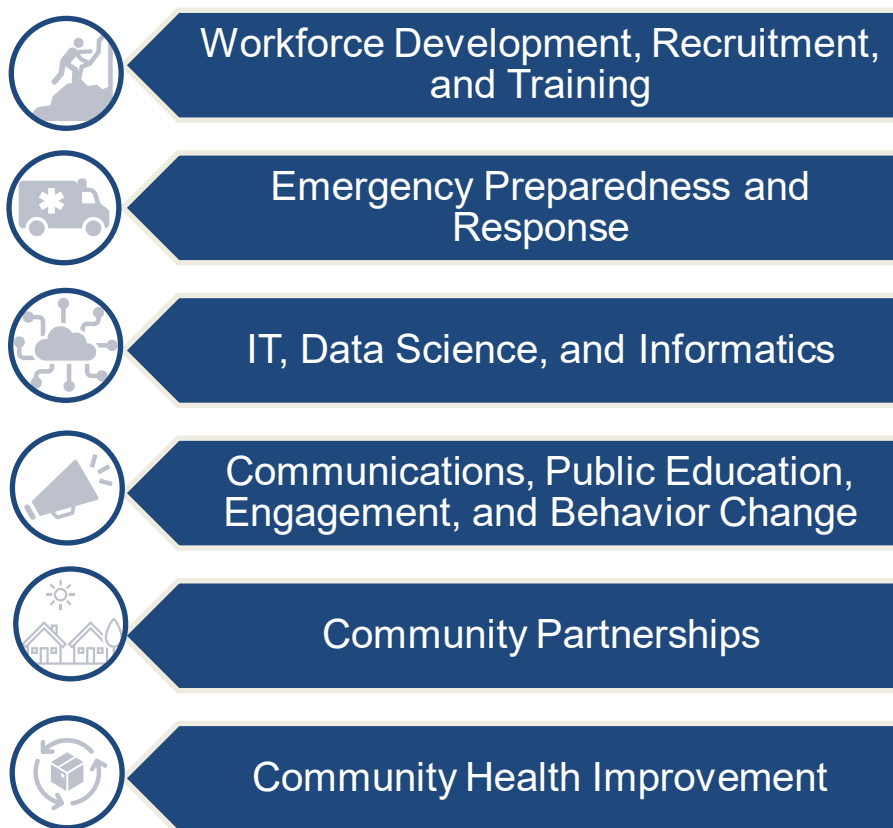 Workforce Development, Recruitment,
and Training
Emergency Preparedness and
Response
IT, Data Science, and Informatics
Communications, Public Education,
Engagement, and Behavior Change
Community Partnerships
Community Health Improvement